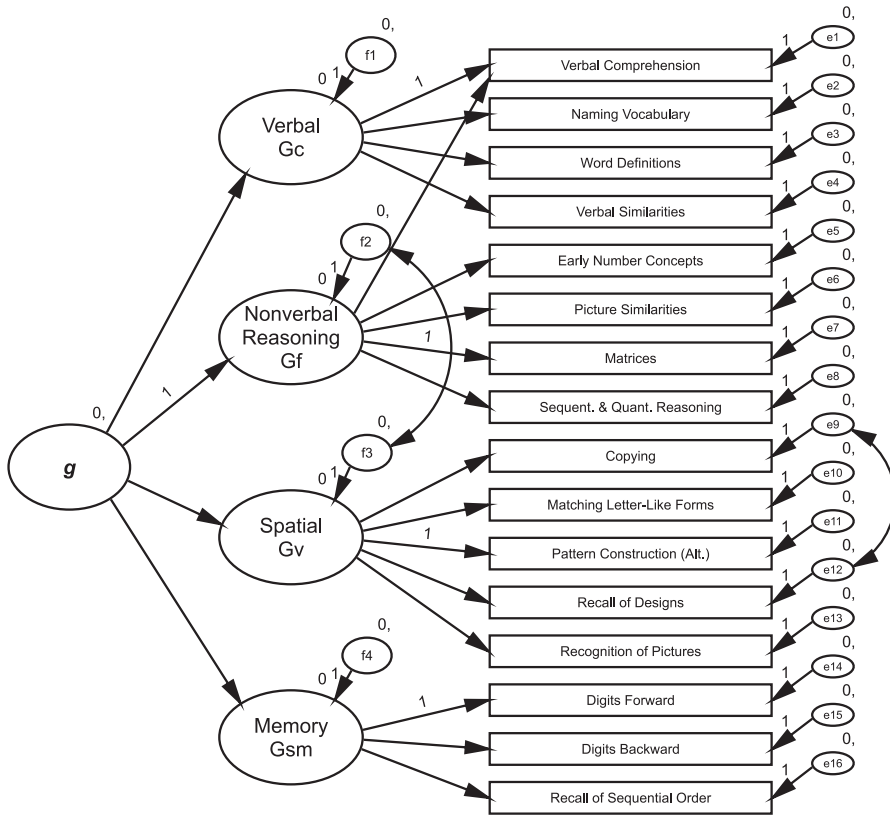 0,
e1
0,
f1
1
Verbal Comprehension
0 1
1
0,
e2
1
Naming Vocabulary
Verbal
Gc
0,
e3
1
Word Definitions
0,
e4
1
Verbal Similarities
0,
f2
0,
e5
1
Early Number Concepts
0 1
0,
e6
1
Picture Similarities
Nonverbal
Reasoning
Gf
1
0,
e7
1
Matrices
0,
e8
1
Sequent. & Quant. Reasoning
1
0,
g
0,
f3
0,
e9
1
Copying
0 1
0,
e10
1
Matching Letter-Like Forms
Spatial
Gv
1
0,
e11
1
Pattern Construction (Alt.)
0,
e12
1
Recall of Designs
0,
e13
1
Recognition of Pictures
0,
f4
0 1
0,
e14
1
Digits Forward
1
Memory
Gsm
0,
e15
1
Digits Backward
0,
e16
1
Recall of Sequential Order